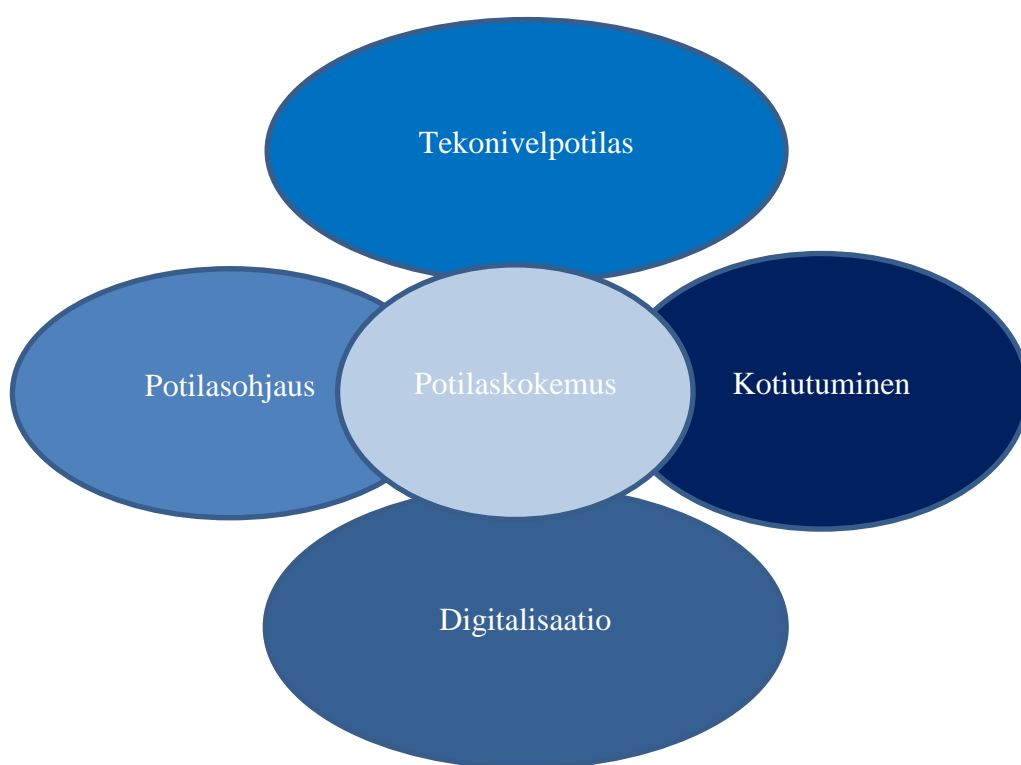 Tekonivelpotilas
Potilasohjaus
Potilaskokemus
Kotiutuminen
Digitalisaatio